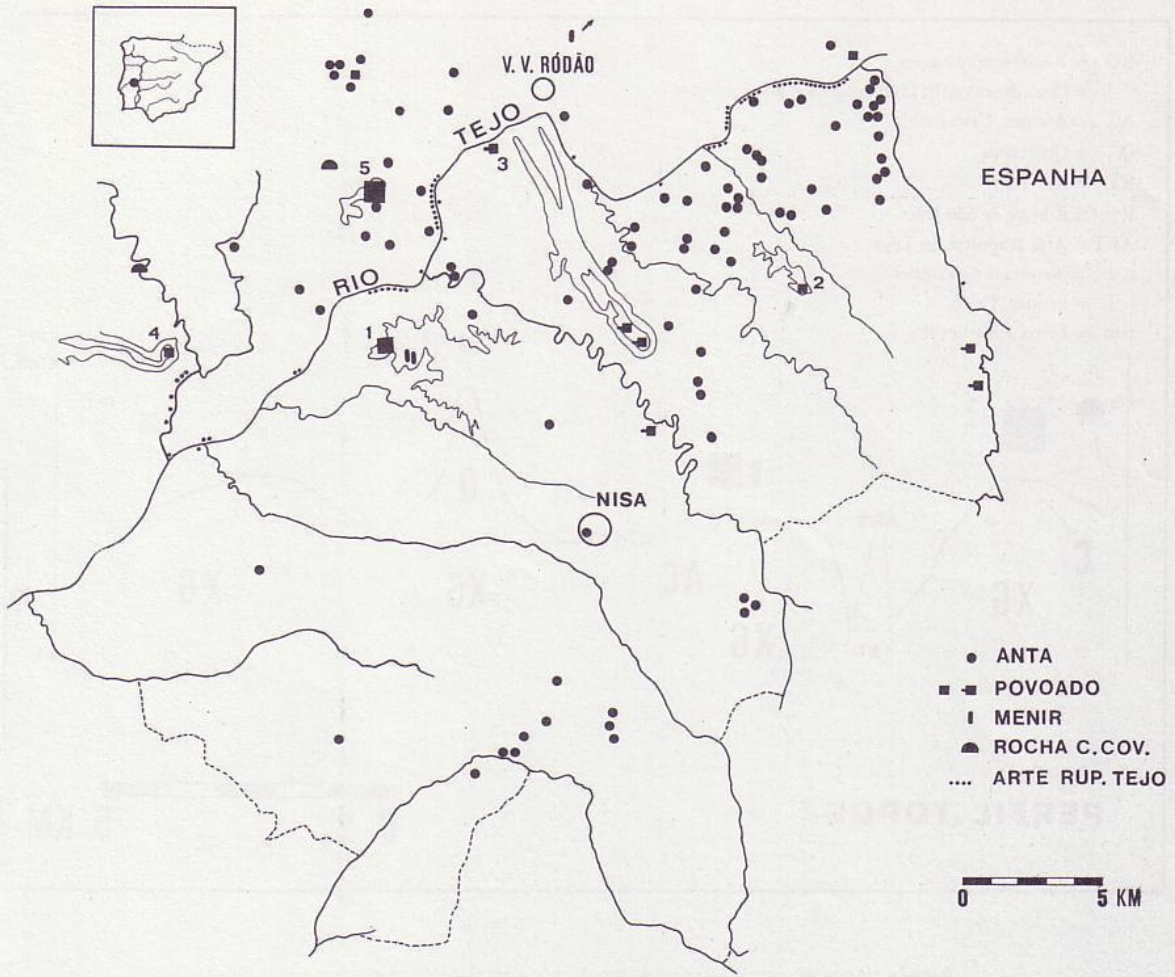 V. V. RÓDÃO
TEJO
3
5
ESPANHA
RIO
2
1
4
NISA
ANTA
POVOADO
MENIR
ROCHA C. COV.
ARTE RUP. TEJO
0 5 KM